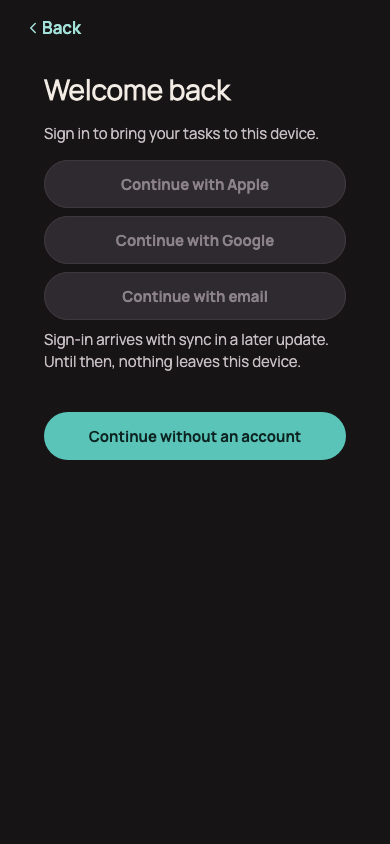 Back
Welcome back
Sign in to bring your tasks to this device.
Continue with Apple
Continue with Google
Continue with email
Sign-in arrives with sync in a later update.
Until then, nothing leaves this device.
Continue without an account